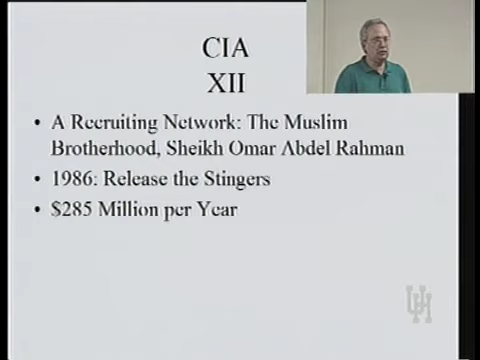 CIA
XII
• A Recruiting Network: The Muslim
Brotherhood, Sheikh Omar Abdel Rahman
• 1986: Release the Stingers
• $285 Million per Year
UH